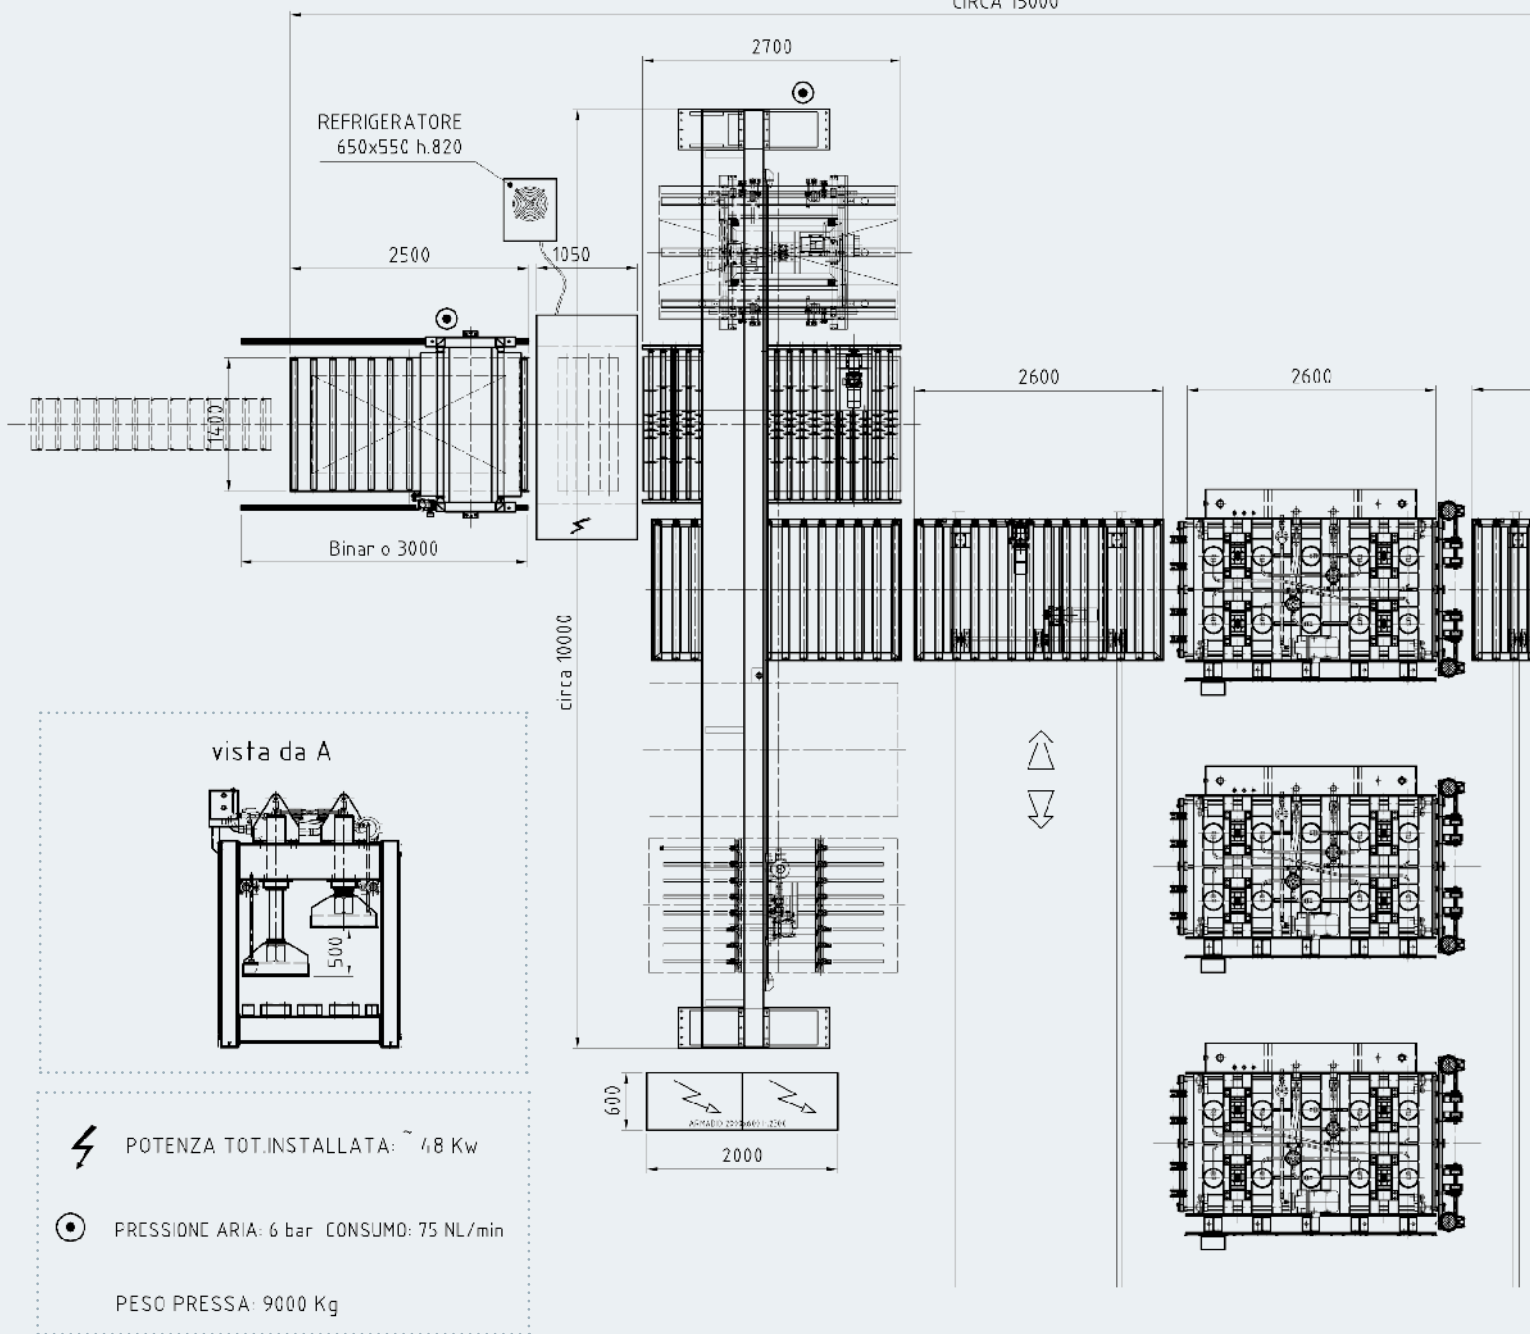 CIRCA 15000
2700
REFRIGERATORE
650x550 h.820
2500
1050
1400
2600
2600
Binar o 3000
circa 10000
vista da A
500
600
2000
POTENZA TOT.INSTALLATA: ~ 48 Kw
PRESSIONE ARIA: 6 bar CONSUMO: 75 NL/min
PESO PRESSA: 9000 Kg